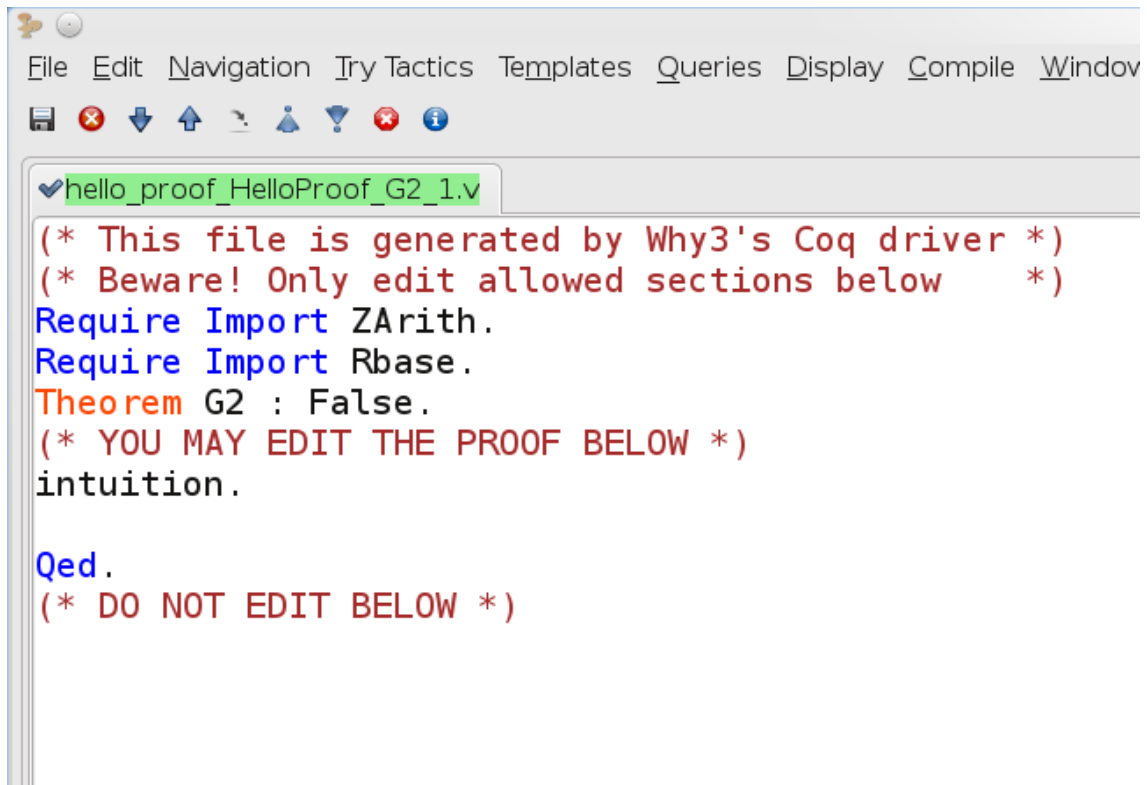 File Edit Navigation Try Tactics Templates Queries Display Compile Window
hello_proof_HelloProof_G2_1.v
(* This file is generated by Why3's Coq driver *)
(* Beware! Only edit allowed sections below    *)
Require Import ZArith.
Require Import Rbase.
Theorem G2 : False.
(* YOU MAY EDIT THE PROOF BELOW *)
intuition.
Qed.
(* DO NOT EDIT BELOW *)